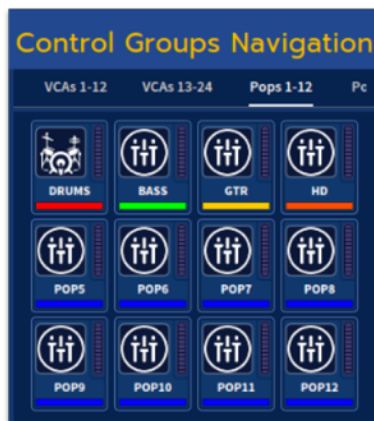 Control Groups Navigation
VCAs 1-12 VCAs 13-24 Pops 1-12 Pc
DRUMS BASS GTR HD
POP5 POP6 POP7 POP8
POP9 POP10 POP11 POP12